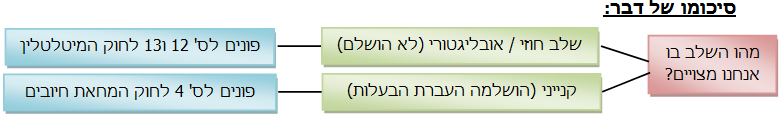 סיכומו של דבר:
מהו השלב בו
אנחנו מצויים?
שלב חוזי / אובליגטורי (לא הושלם)
פונים לס' 12 ו13 לחוק המיטלטלין
קנייני (הושלמה העברת הבעלות)
פונים לס' 4 לחוק המחאת חיובים